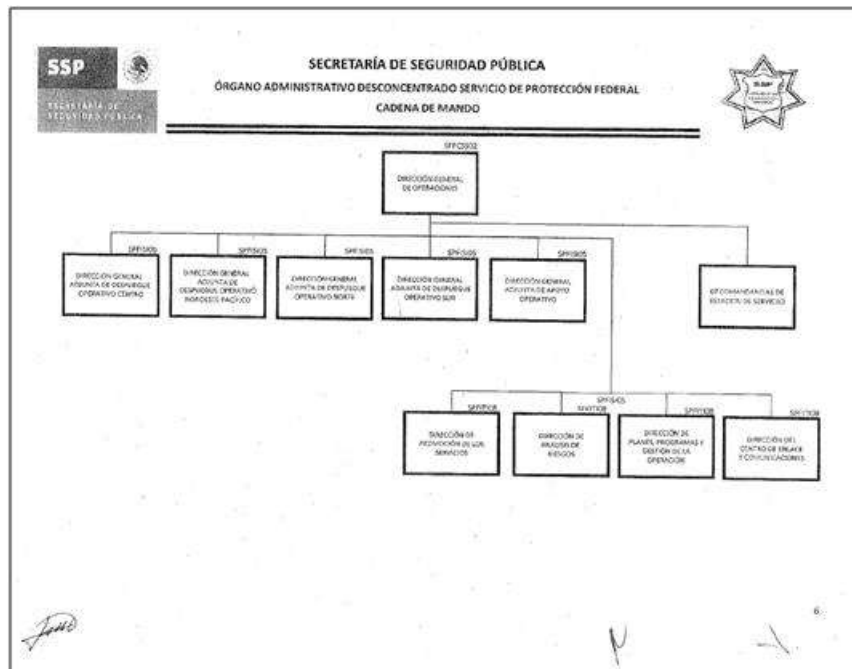 SSP
SECRETARÍA DE
SEGURIDAD PÚBLICA
SECRETARÍA DE SEGURIDAD PÚBLICA
ÓRGANO ADMINISTRATIVO DESCONCENTRADO SERVICIO DE PROTECCIÓN FEDERAL
CADENA DE MANDO
DIRECCIÓN GENERAL
DE OPERACIONES
DIRECCIÓN GENERAL
ADJUNTA DE DESPLIEGUE
OPERATIVO CENTRO
DIRECCIÓN GENERAL
ADJUNTA DE
DESPLIEGUE OPERATIVO
NOROESTE PACÍFICO
DIRECCIÓN GENERAL
ADJUNTA DE DESPLIEGUE
OPERATIVO NORTE
DIRECCIÓN GENERAL
ADJUNTA DE DESPLIEGUE
OPERATIVO SUR
DIRECCIÓN GENERAL
ADJUNTA DE APOYO
OPERATIVO
COMANDANCIAS DE
DE SERVICIO
DIRECCIÓN DE
PROMOCIÓN DE LOS
SERVICIOS
DIRECCIÓN DE
ANÁLISIS DE
RIESGOS
DIRECCIÓN DE
PLANES, PROGRAMAS Y
GESTIÓN DE LA
OPERACIÓN
DIRECCIÓN DEL
CENTRO DE ENLACE
Y COMUNICACIONES
6